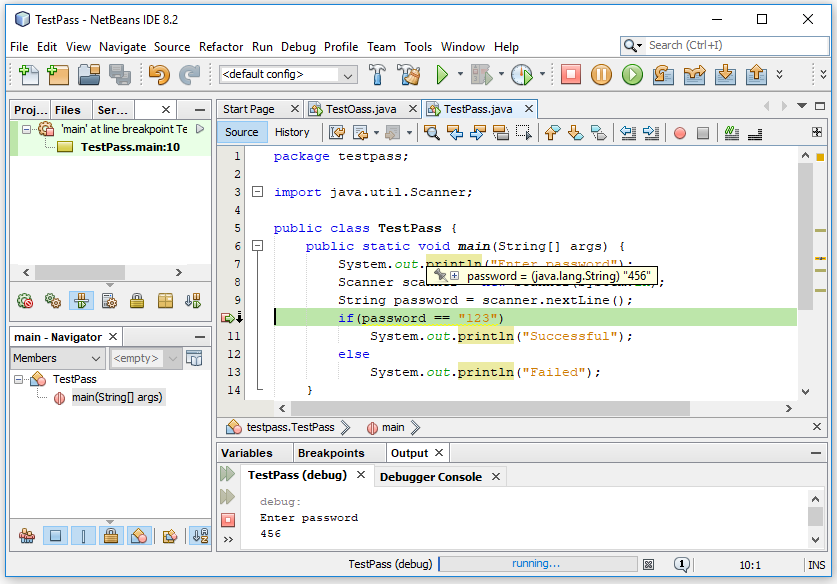 TestPass - NetBeans IDE 8.2
File Edit View Navigate Source Refactor Run Debug Profile Team Tools Window Help
Search (Ctrl+I)
<default config>
Proj... Files Ser...
'main' at line breakpoint Te
TestPass.main:10
main - Navigator
Members <empty>
TestPass
main(String[] args)
Start Page TestOass.java TestPass.java
Source History
1 package testpass;
2
3 import java.util.Scanner;
4
5 public class TestPass {
6 public static void main(String[] args) {
7 System.out.println("Enter password");
password = (java.lang.String) "456"
8 Scanner
9 String password = scanner.nextLine();
if(password == "123")
11 System.out.println("Successful");
12 else
13 System.out.println("Failed");
14 }
testpass.TestPass main
Variables Breakpoints Output
TestPass (debug) Debugger Console
debug:
Enter password
456
TestPass (debug) running... 1 10:1 INS